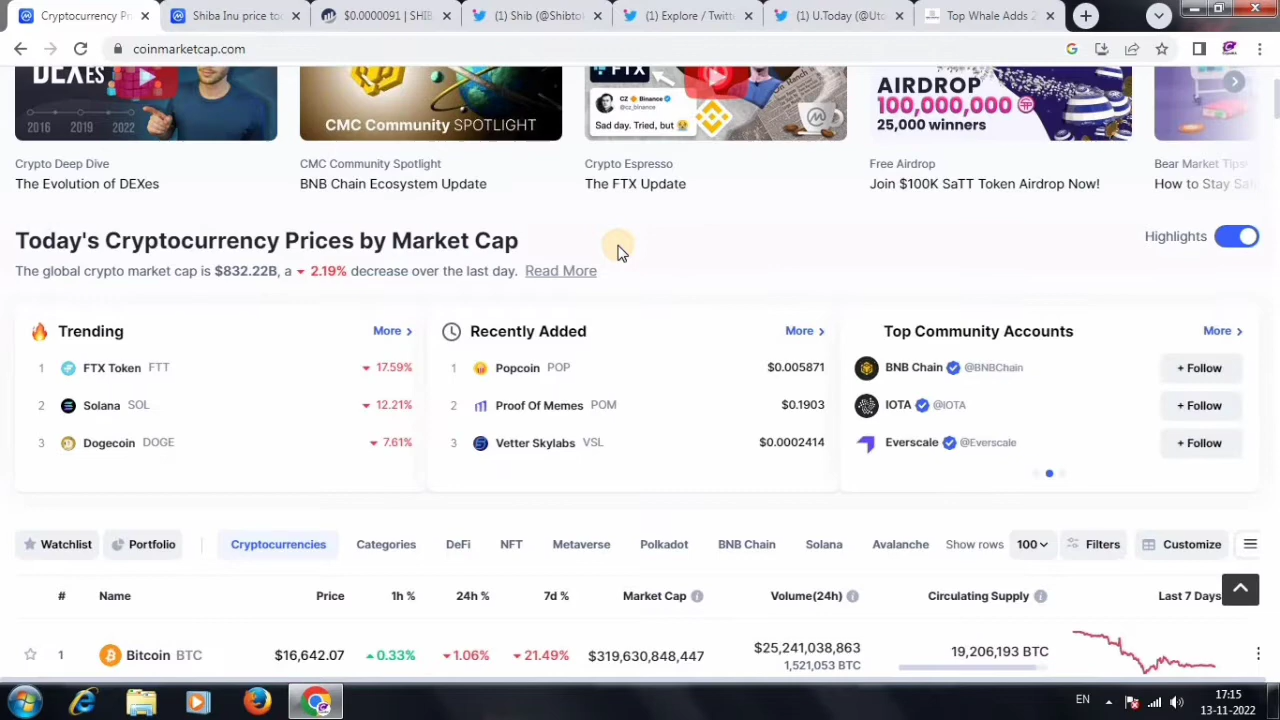 Cryptocurrency Pr
Shiba Inu price to
$0.0000091 | SHIB
(1) Shib (@Shibtok
(1) Explore / Twitt
(1) U.Today (@Uto
Top Whale Adds 2
coinmarketcap.com
DEXes
2016 2019 2022
CMC Community SPOTLIGHT
FTX
CZ Binance
@cz_binance
Sad day. Tried, but
AIRDROP
100,000,000
25,000 winners
Crypto Deep Dive
The Evolution of DEXes
CMC Community Spotlight
BNB Chain Ecosystem Update
Crypto Espresso
The FTX Update
Free Airdrop
Join $100K SaTT Token Airdrop Now!
Bear Market Tips
How to Stay Saf
Today's Cryptocurrency Prices by Market Cap
Highlights
The global crypto market cap is $832.22B, a 2.19% decrease over the last day. Read More
Trending More >
1 FTX Token FTT 17.59%
2 Solana SOL 12.21%
3 Dogecoin DOGE 7.61%
Recently Added More >
1 Popcoin POP $0.005871
2 Proof Of Memes POM $0.1903
3 Vetter Skylabs VSL $0.0002414
Top Community Accounts More >
BNB Chain @BNBChain + Follow
IOTA @IOTA + Follow
Everscale @Everscale + Follow
Watchlist Portfolio Cryptocurrencies Categories DeFi NFT Metaverse Polkadot BNB Chain Solana Avalanche Show rows 100 Filters Customize
# Name Price 1h % 24h % 7d % Market Cap Volume(24h) Circulating Supply Last 7 Days
1 Bitcoin BTC $16,642.07 0.33% 1.06% 21.49% $319,630,848,447 $25,241,038,863 19,206,193 BTC
1,521,053 BTC
EN
17:15
13-11-2022